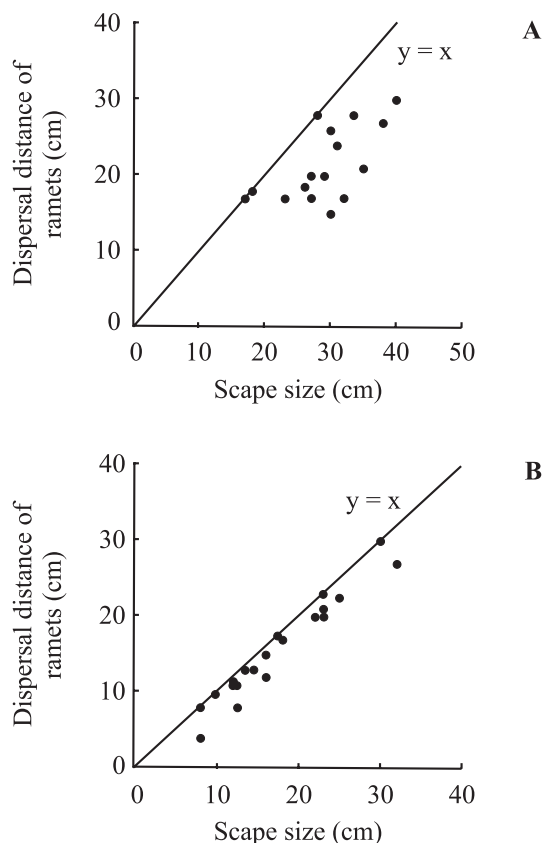 A
40
y = x
30
20
10
0
Dispersal distance of
ramets (cm)
0 10 20 30 40 50
Scape size (cm)
B
40
y = x
30
20
10
0
Dispersal distance of
ramets (cm)
0 10 20 30 40
Scape size (cm)